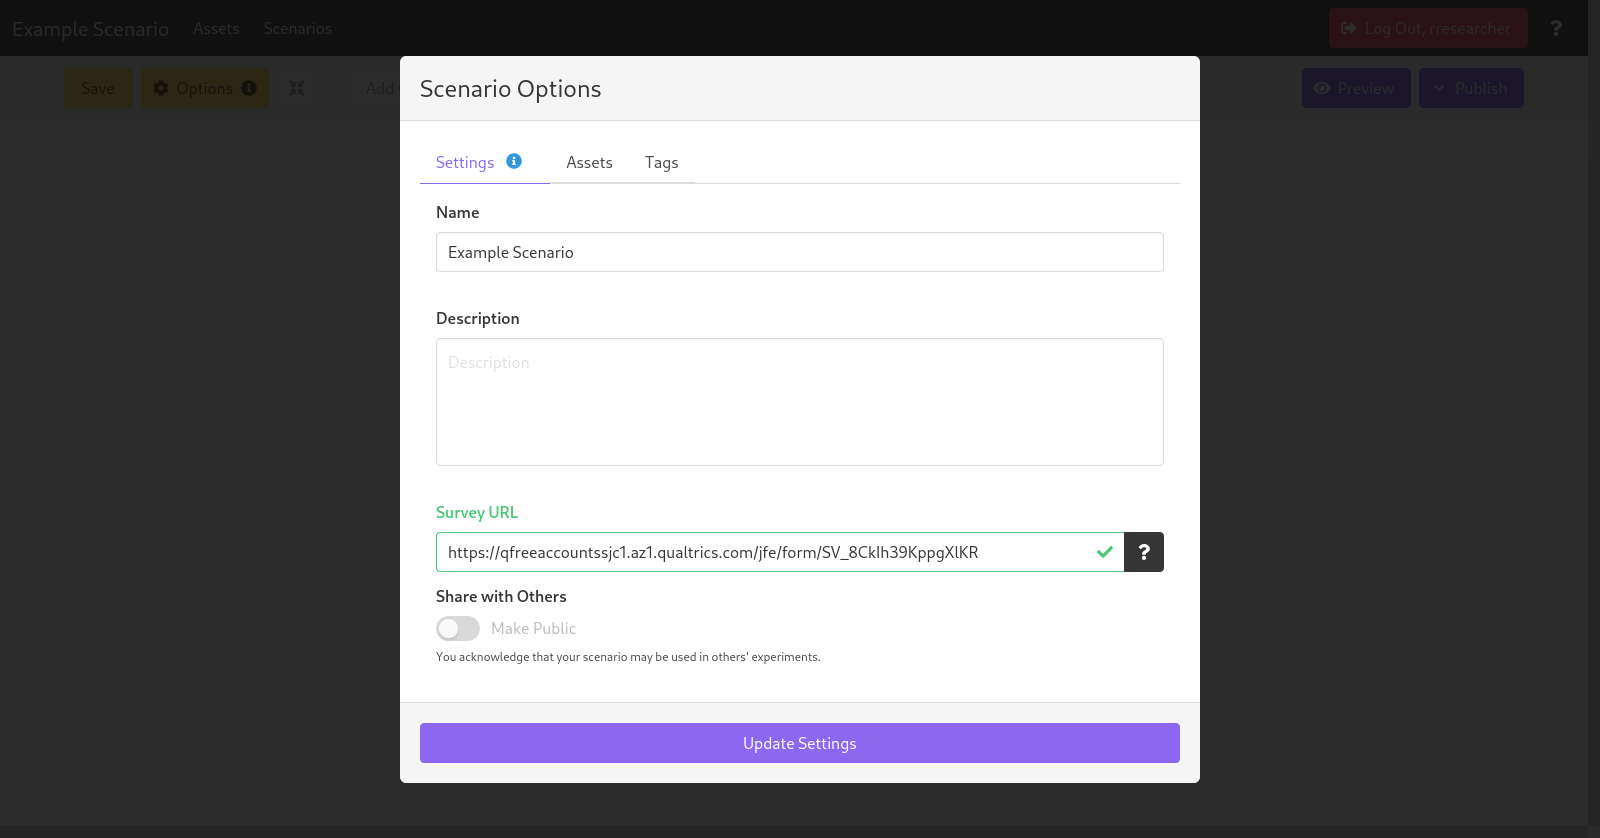 Example Scenario Assets Scenarios Log Out, rresearcher ?
Save Options Add Preview Publish
Scenario Options
Settings Assets Tags
Name
Example Scenario
Description
Description
Survey URL
https://qfreeaccountssjc1.az1.qualtrics.com/jfe/form/SV_8CkIh39KppgXlKR ?
Share with Others
Make Public
You acknowledge that your scenario may be used in others' experiments.
Update Settings